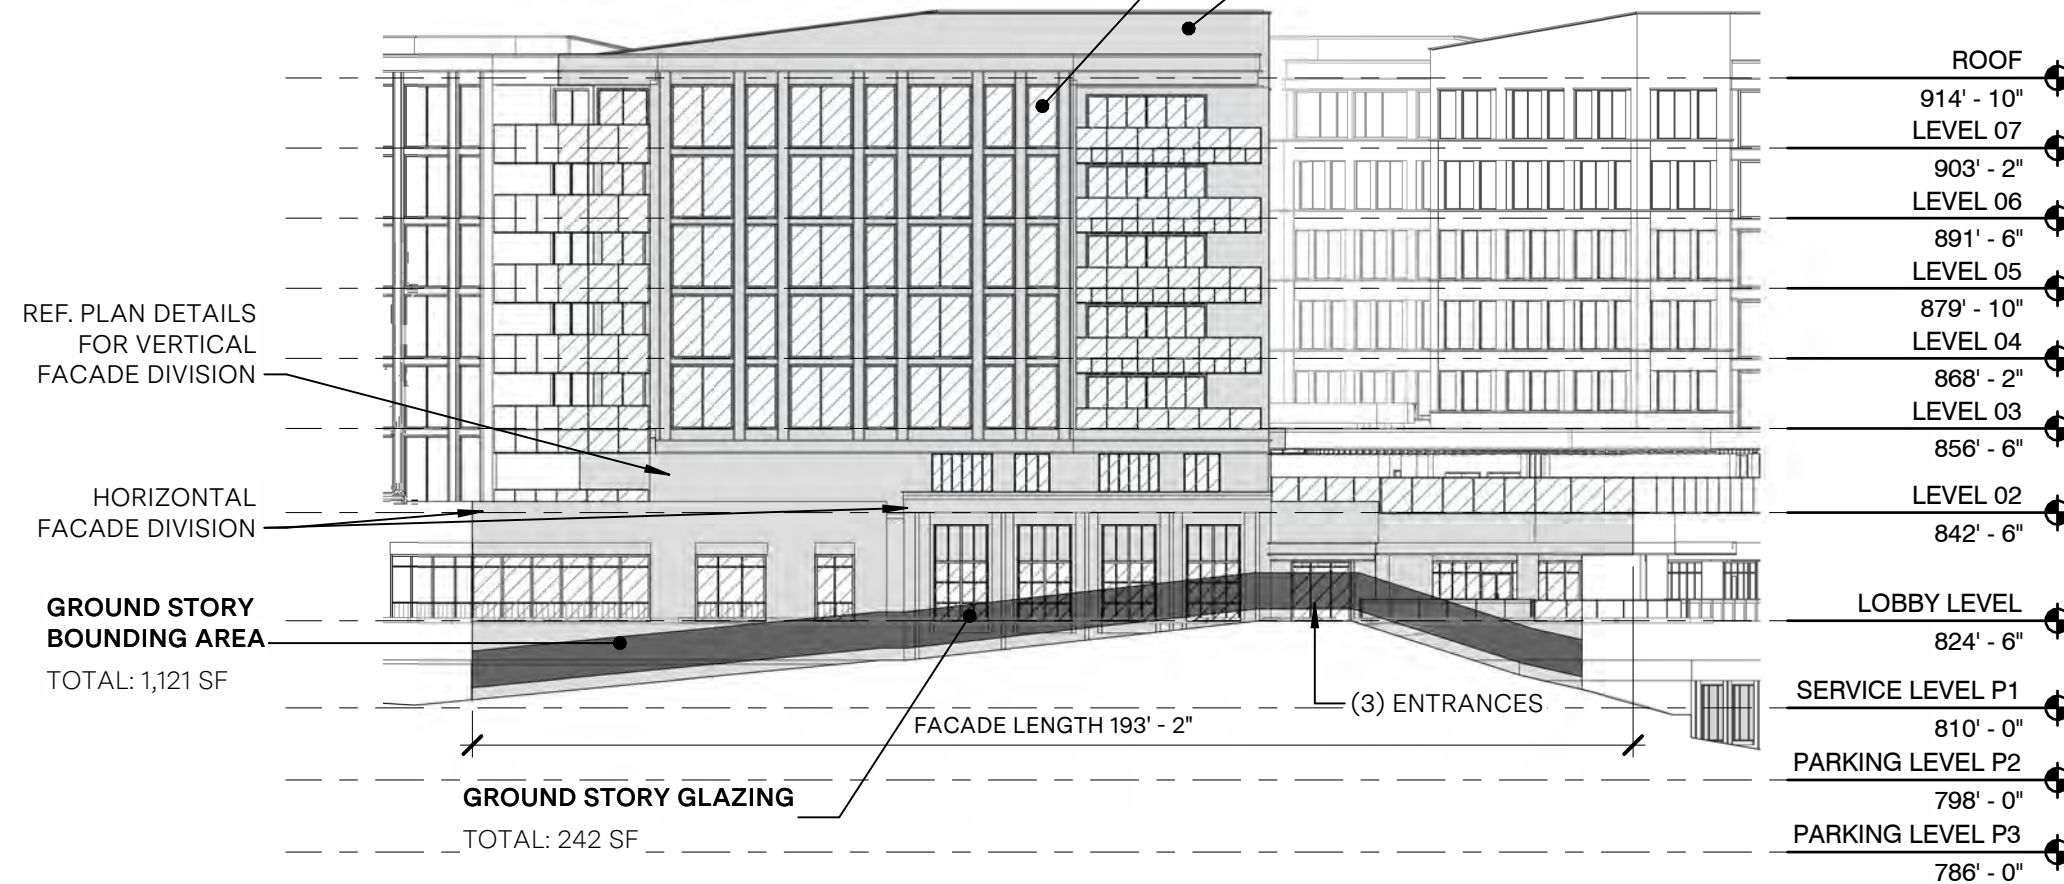 ROOF
914' - 10"
LEVEL 07
903' - 2"
LEVEL 06
891' - 6"
LEVEL 05
879' - 10"
LEVEL 04
868' - 2"
LEVEL 03
856' - 6"
LEVEL 02
842' - 6"
LOBBY LEVEL
824' - 6"
SERVICE LEVEL P1
810' - 0"
PARKING LEVEL P2
798' - 0"
PARKING LEVEL P3
786' - 0"
REF. PLAN DETAILS
FOR VERTICAL
FACADE DIVISION
HORIZONTAL
FACADE DIVISION
GROUND STORY
BOUNDING AREA
TOTAL: 1,121 SF
(3) ENTRANCES
FACADE LENGTH 193' - 2"
GROUND STORY GLAZING
TOTAL: 242 SF